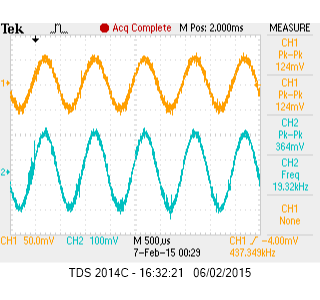 Tek Acq Complete M Pos: 2.000ms MEASURE
CH1
Pk-Pk
124mV
CH1
Pk-Pk
124mV
CH2
Pk-Pk
364mV
CH2
Freq
19.32kHz
CH1
None
1
2
CH1 50.0mV CH2 100mV M 500µs CH1 / -4.00mV
7-Feb-15 00:29 437.349kHz
TDS 2014C - 16:32:21 06/02/2015